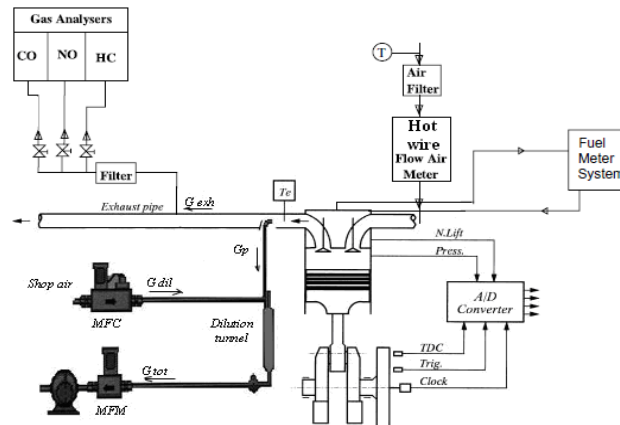 Gas Analysers
CO NO HC
T
Air
Filter
Hot
wire
Flow Air
Meter
Fuel
Meter
System
Filter
Te
Exhaust pipe
G exh
N.Lift
Press.
Gp
Shop air
G dil
MFC
Dilution
tunnel
A/D
Converter
TDC
Trig.
Clock
G tot
MFM